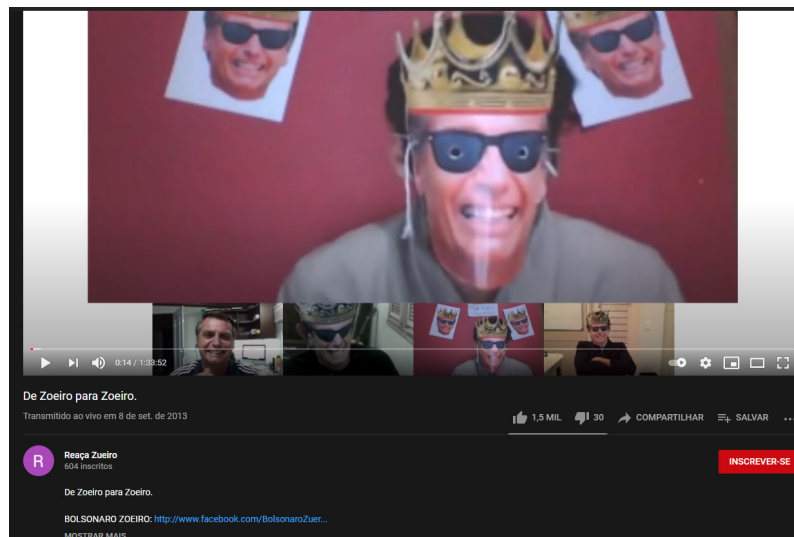 0:14 / 1:33:52
De Zoeiro para Zoeiro.
Transmitido ao vivo em 8 de set. de 2013
1,5 MIL
30
COMPARTILHAR
SALVAR
R
Reaça Zueiro
604 inscritos
INSCREVER-SE
De Zoeiro para Zoeiro.
BOLSONARO ZOEIRO: http://www.facebook.com/BolsonaroZuer...
MOSTRAR MAIS